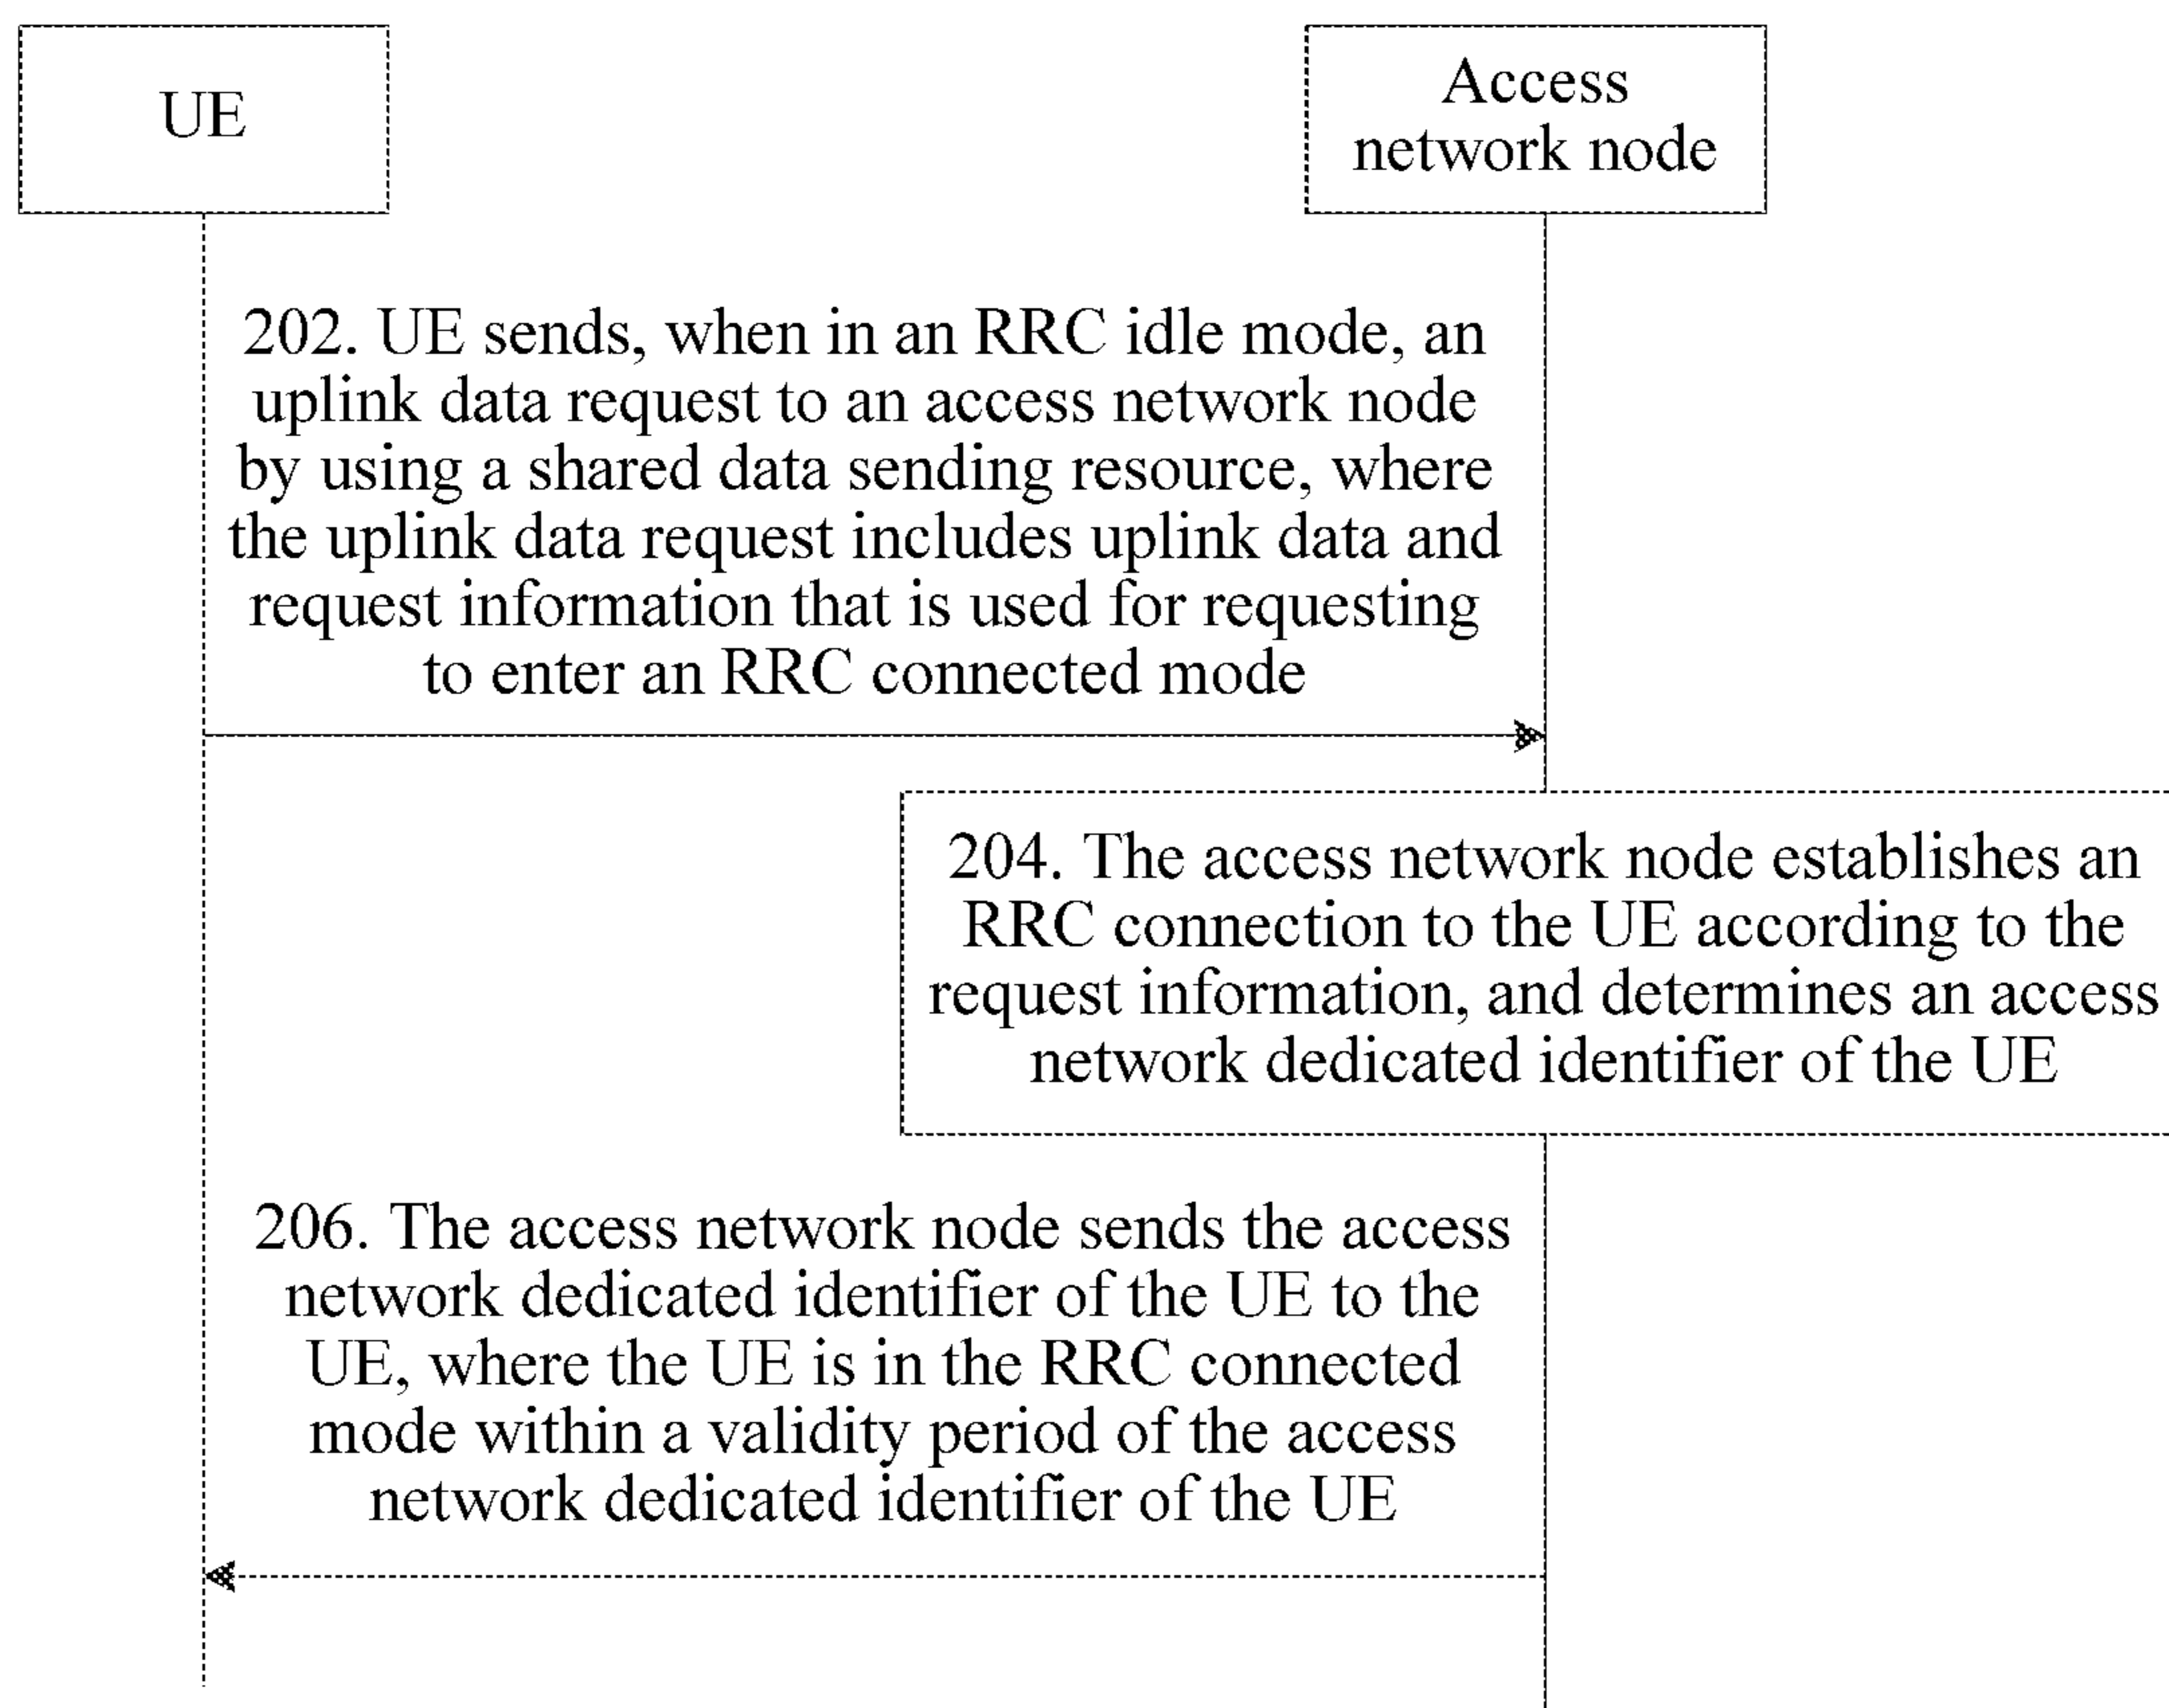 UE
Access
network node
202. UE sends, when in an RRC idle mode, an
uplink data request to an access network node
by using a shared data sending resource, where
the uplink data request includes uplink data and
request information that is used for requesting
to enter an RRC connected mode
204. The access network node establishes an
RRC connection to the UE according to the
request information, and determines an access
network dedicated identifier of the UE
206. The access network node sends the access
network dedicated identifier of the UE to the
UE, where the UE is in the RRC connected
mode within a validity period of the access
network dedicated identifier of the UE